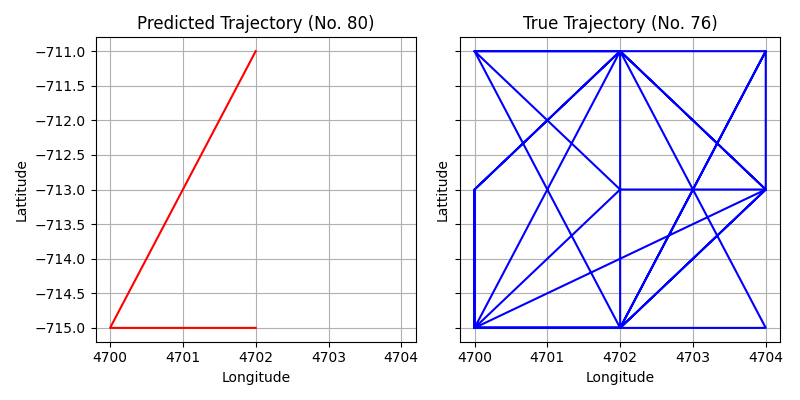 Predicted Trajectory (No. 80)
True Trajectory (No. 76)
−711.0
−711.5
−712.0
−712.5
−713.0
−713.5
−714.0
−714.5
−715.0
Lattitude
Lattitude
4700 4701 4702 4703 4704
4700 4701 4702 4703 4704
Longitude
Longitude